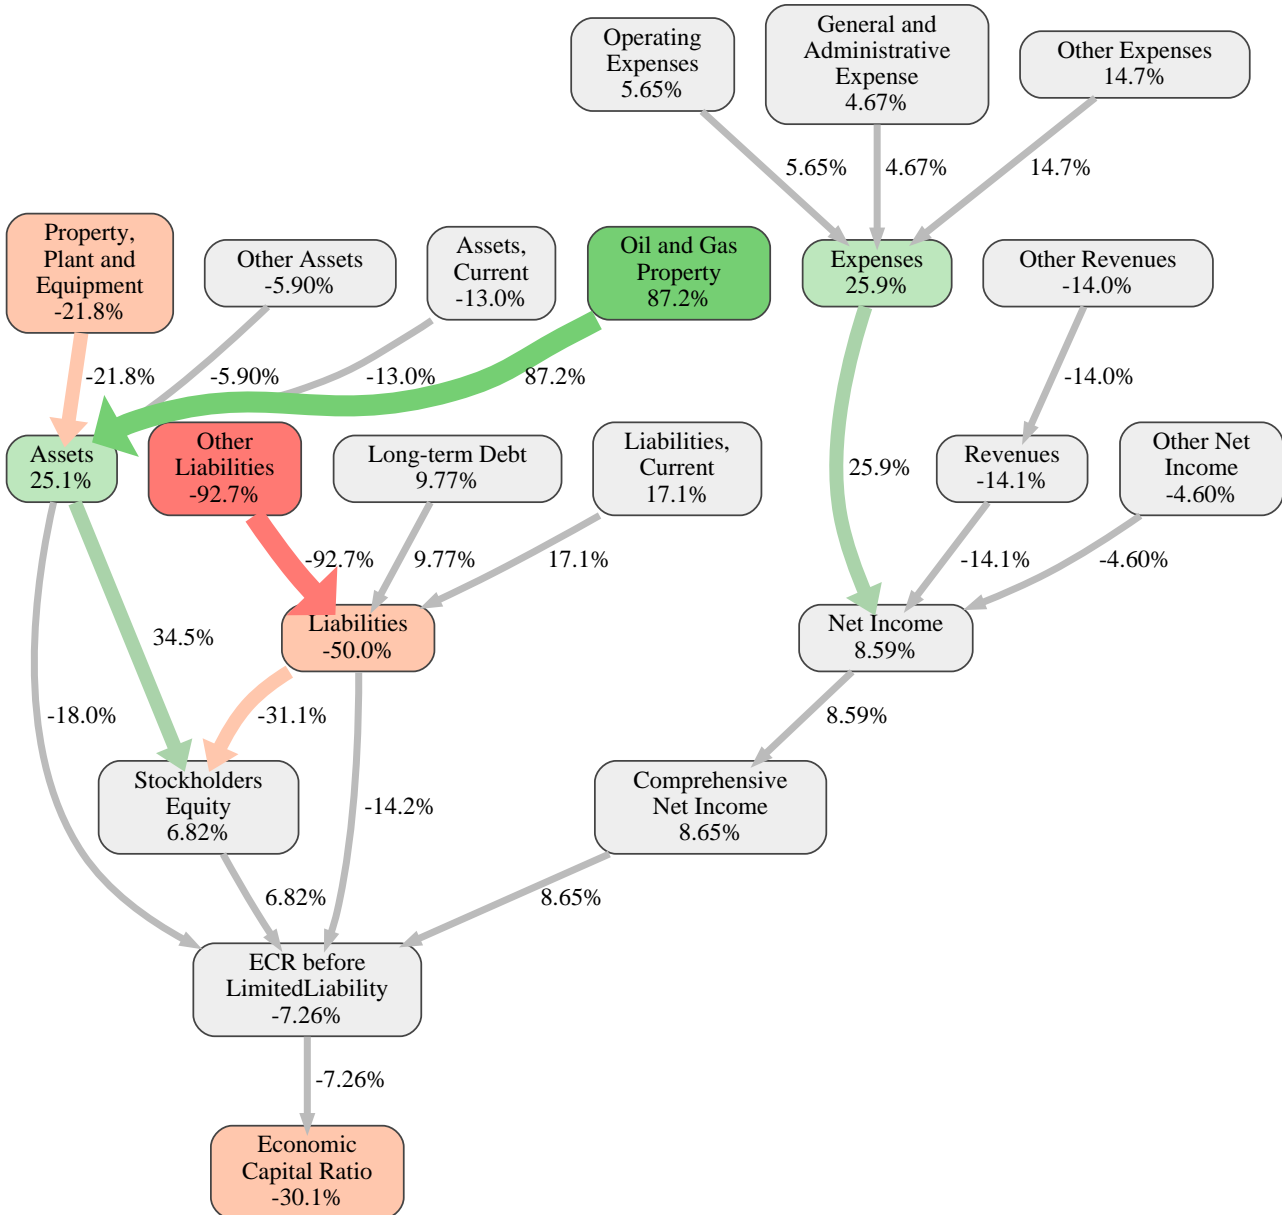 Operating
Expenses
5.65%
General and
Administrative
Expense
4.67%
Other Expenses
14.7%
5.65%
4.67%
14.7%
Property,
Plant and
Equipment
-21.8%
Other Assets
-5.90%
Assets,
Current
-13.0%
Oil and Gas
Property
87.2%
Expenses
25.9%
Other Revenues
-14.0%
-21.8%
-5.90%
-13.0%
87.2%
-14.0%
Assets
25.1%
Other
Liabilities
-92.7%
Long-term Debt
9.77%
Liabilities,
Current
17.1%
25.9%
Revenues
-14.1%
Other Net
Income
-4.60%
-92.7%
9.77%
17.1%
-14.1%
-4.60%
34.5%
Liabilities
-50.0%
Net Income
8.59%
-18.0%
-31.1%
8.59%
Stockholders
Equity
6.82%
-14.2%
Comprehensive
Net Income
8.65%
6.82%
8.65%
ECR before
LimitedLiability
-7.26%
-7.26%
Economic
Capital Ratio
-30.1%